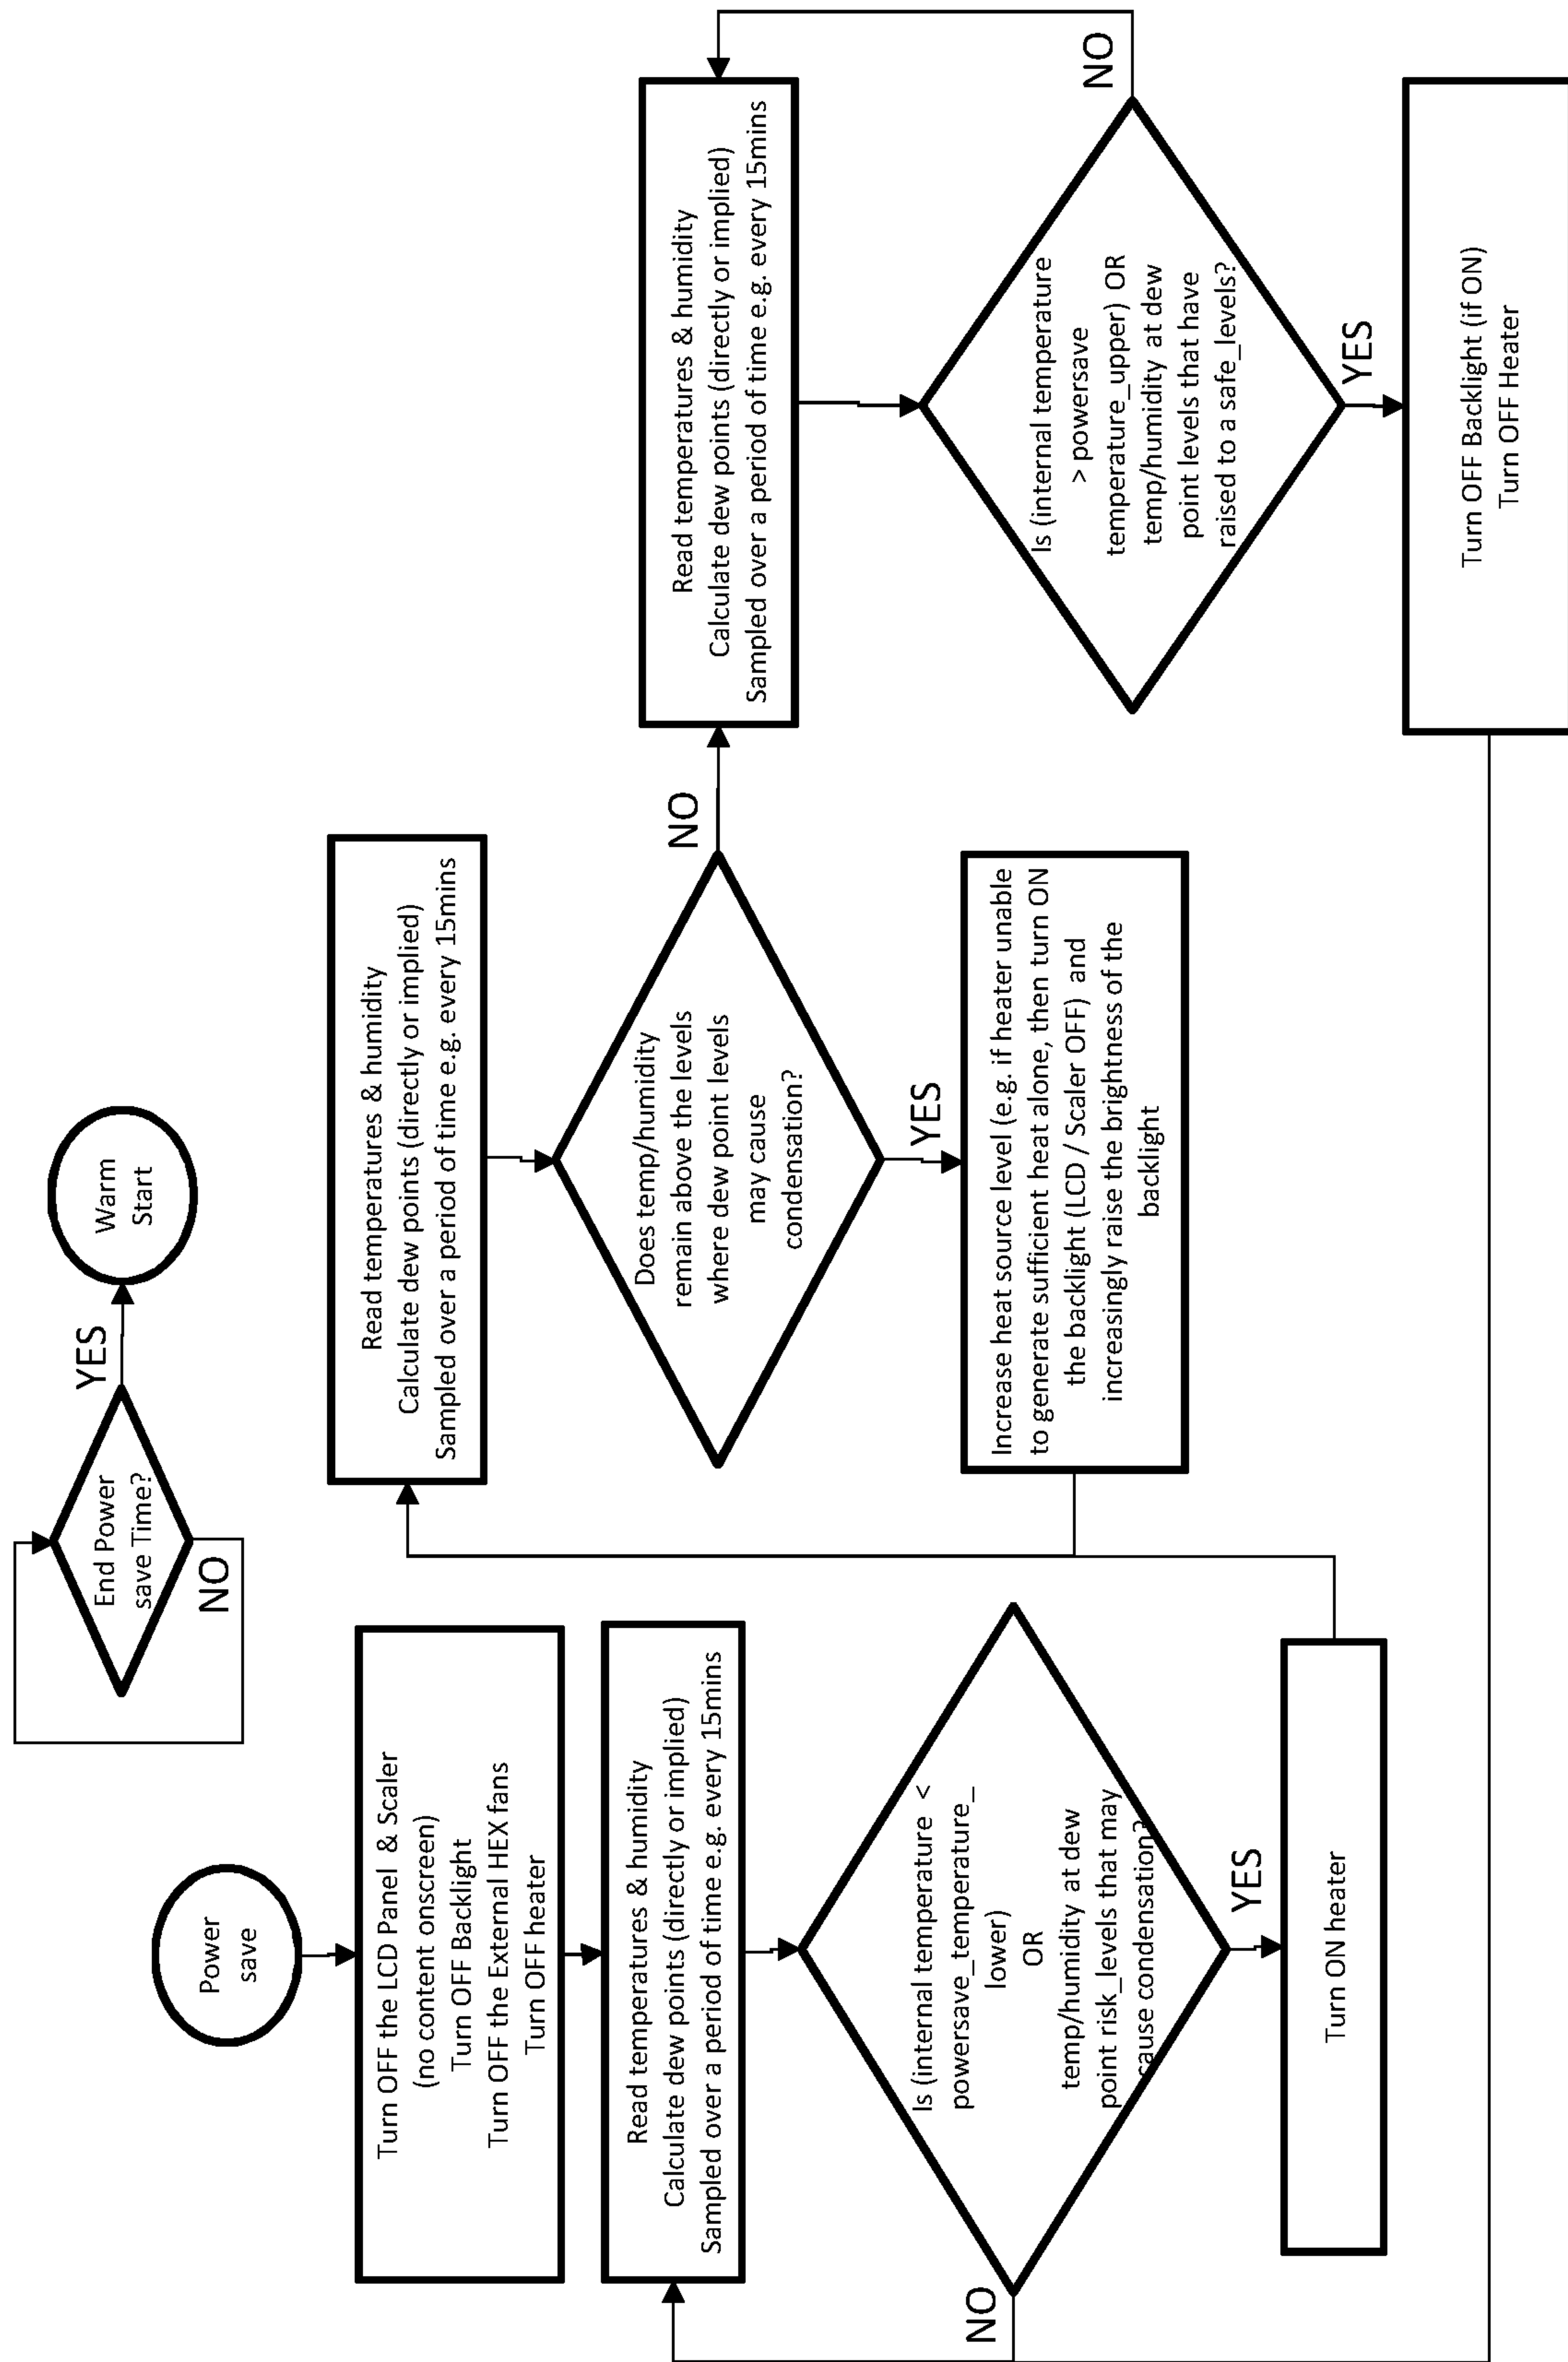 Power
save
Turn OFF the LCD Panel & Scaler
(no content onscreen)
Turn OFF Backlight
Turn OFF the External HEX fans
Turn OFF heater
Read temperatures & humidity
Calculate dew points (directly or implied)
Sampled over a period of time e.g. every 15mins
Is (internal temperature <
powersave_temperature_
lower)
OR
temp/humidity at dew
point risk_levels that may
cause condensation?
NO
YES
Turn ON heater
End Power
save Time?
NO
YES
Warm
Start
Read temperatures & humidity
Calculate dew points (directly or implied)
Sampled over a period of time e.g. every 15mins
Does temp/humidity
remain above the levels
where dew point levels
may cause
condensation?
NO
YES
Increase heat source level (e.g. if heater unable
to generate sufficient heat alone, then turn ON
the backlight (LCD / Scaler OFF) and
increasingly raise the brightness of the
backlight
Read temperatures & humidity
Calculate dew points (directly or implied)
Sampled over a period of time e.g. every 15mins
Is (internal temperature
> powersave
temperature_upper) OR
temp/humidity at dew
point levels that have
raised to a safe_levels?
NO
YES
Turn OFF Backlight (if ON)
Turn OFF Heater